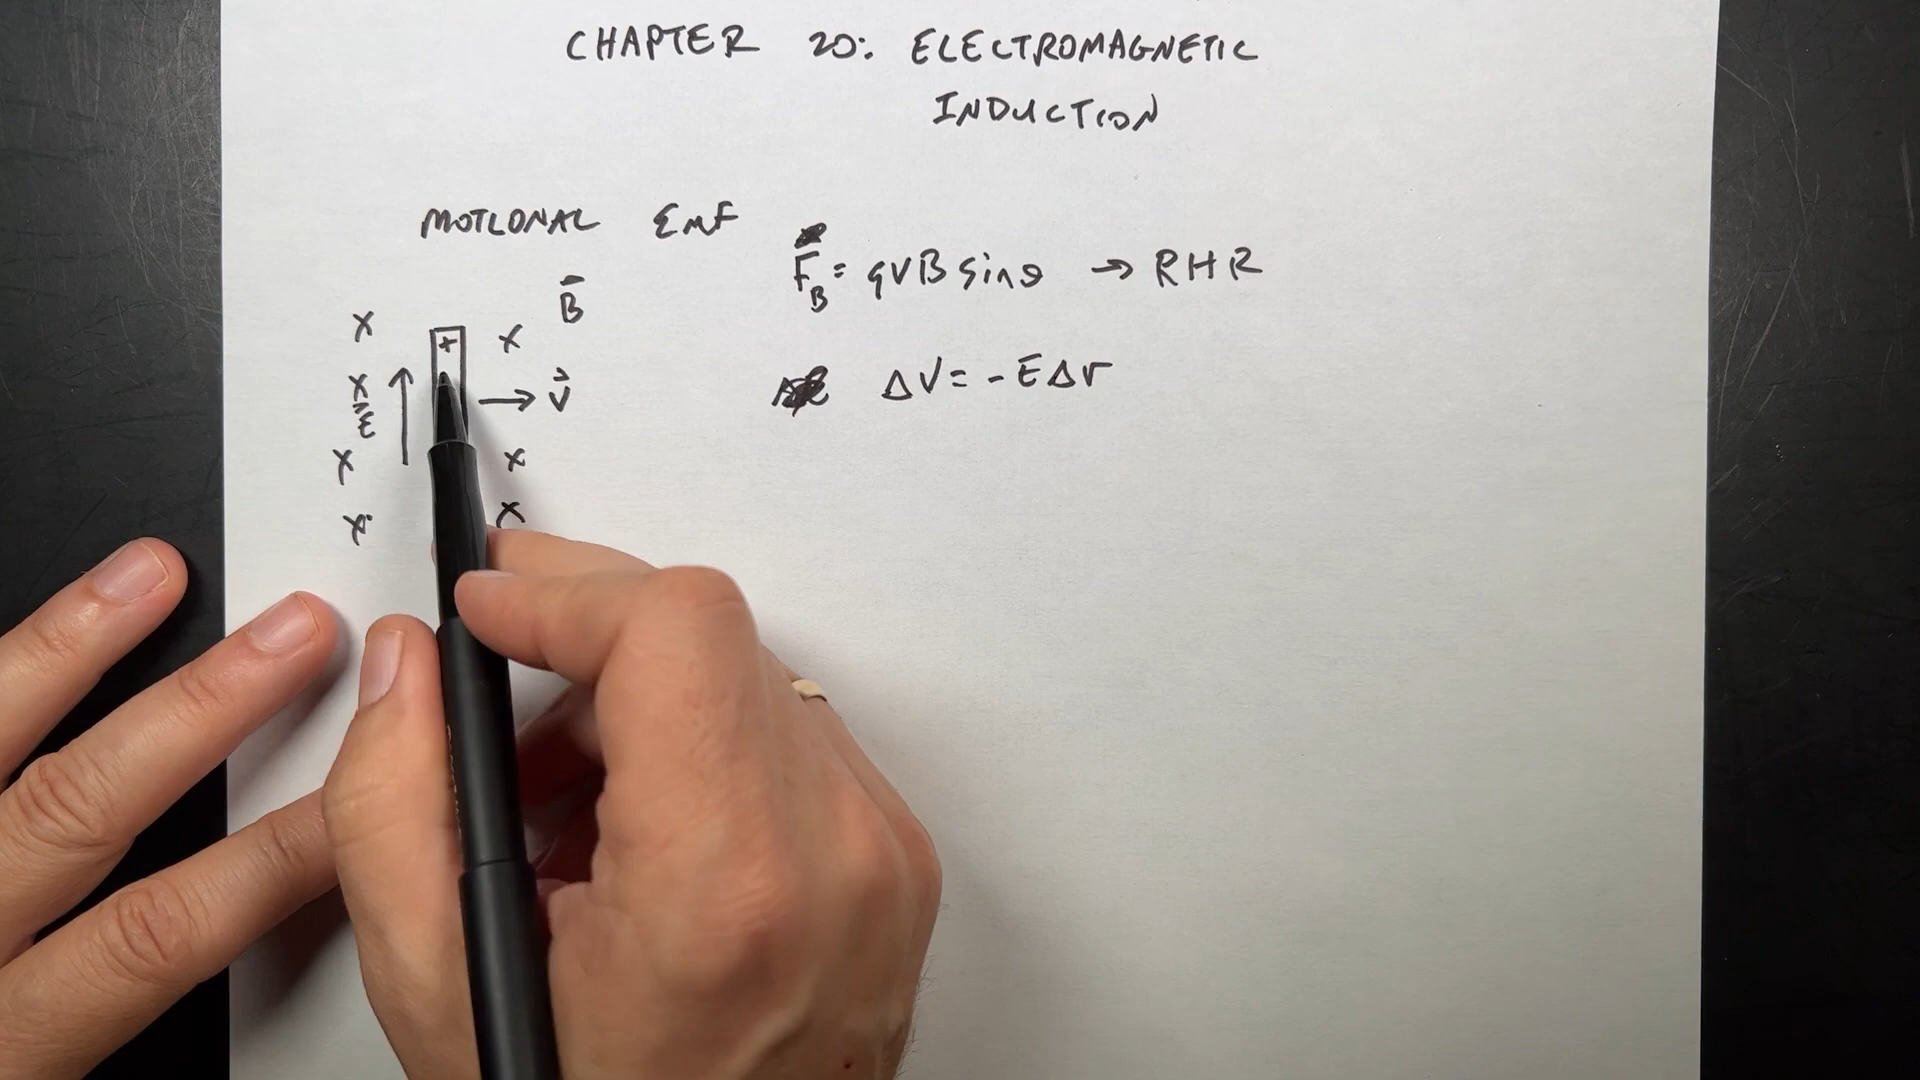 CHAPTER 20: ELECTROMAGNETIC
INDUCTION
MOTIONAL EMF
F_B = qvB sinθ → RHR
B
x + x
ΔV = -EΔr
x → v
E
x x
x x